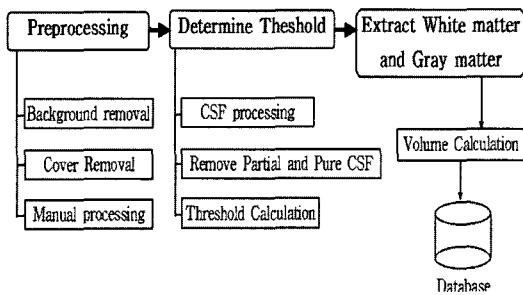 Preprocessing
Determine Theshold
Extract White matter
and Gray matter
Background removal
Cover Removal
Manual processing
CSF processing
Remove Partial and Pure CSF
Threshold Calculation
Volume Calculation
Database